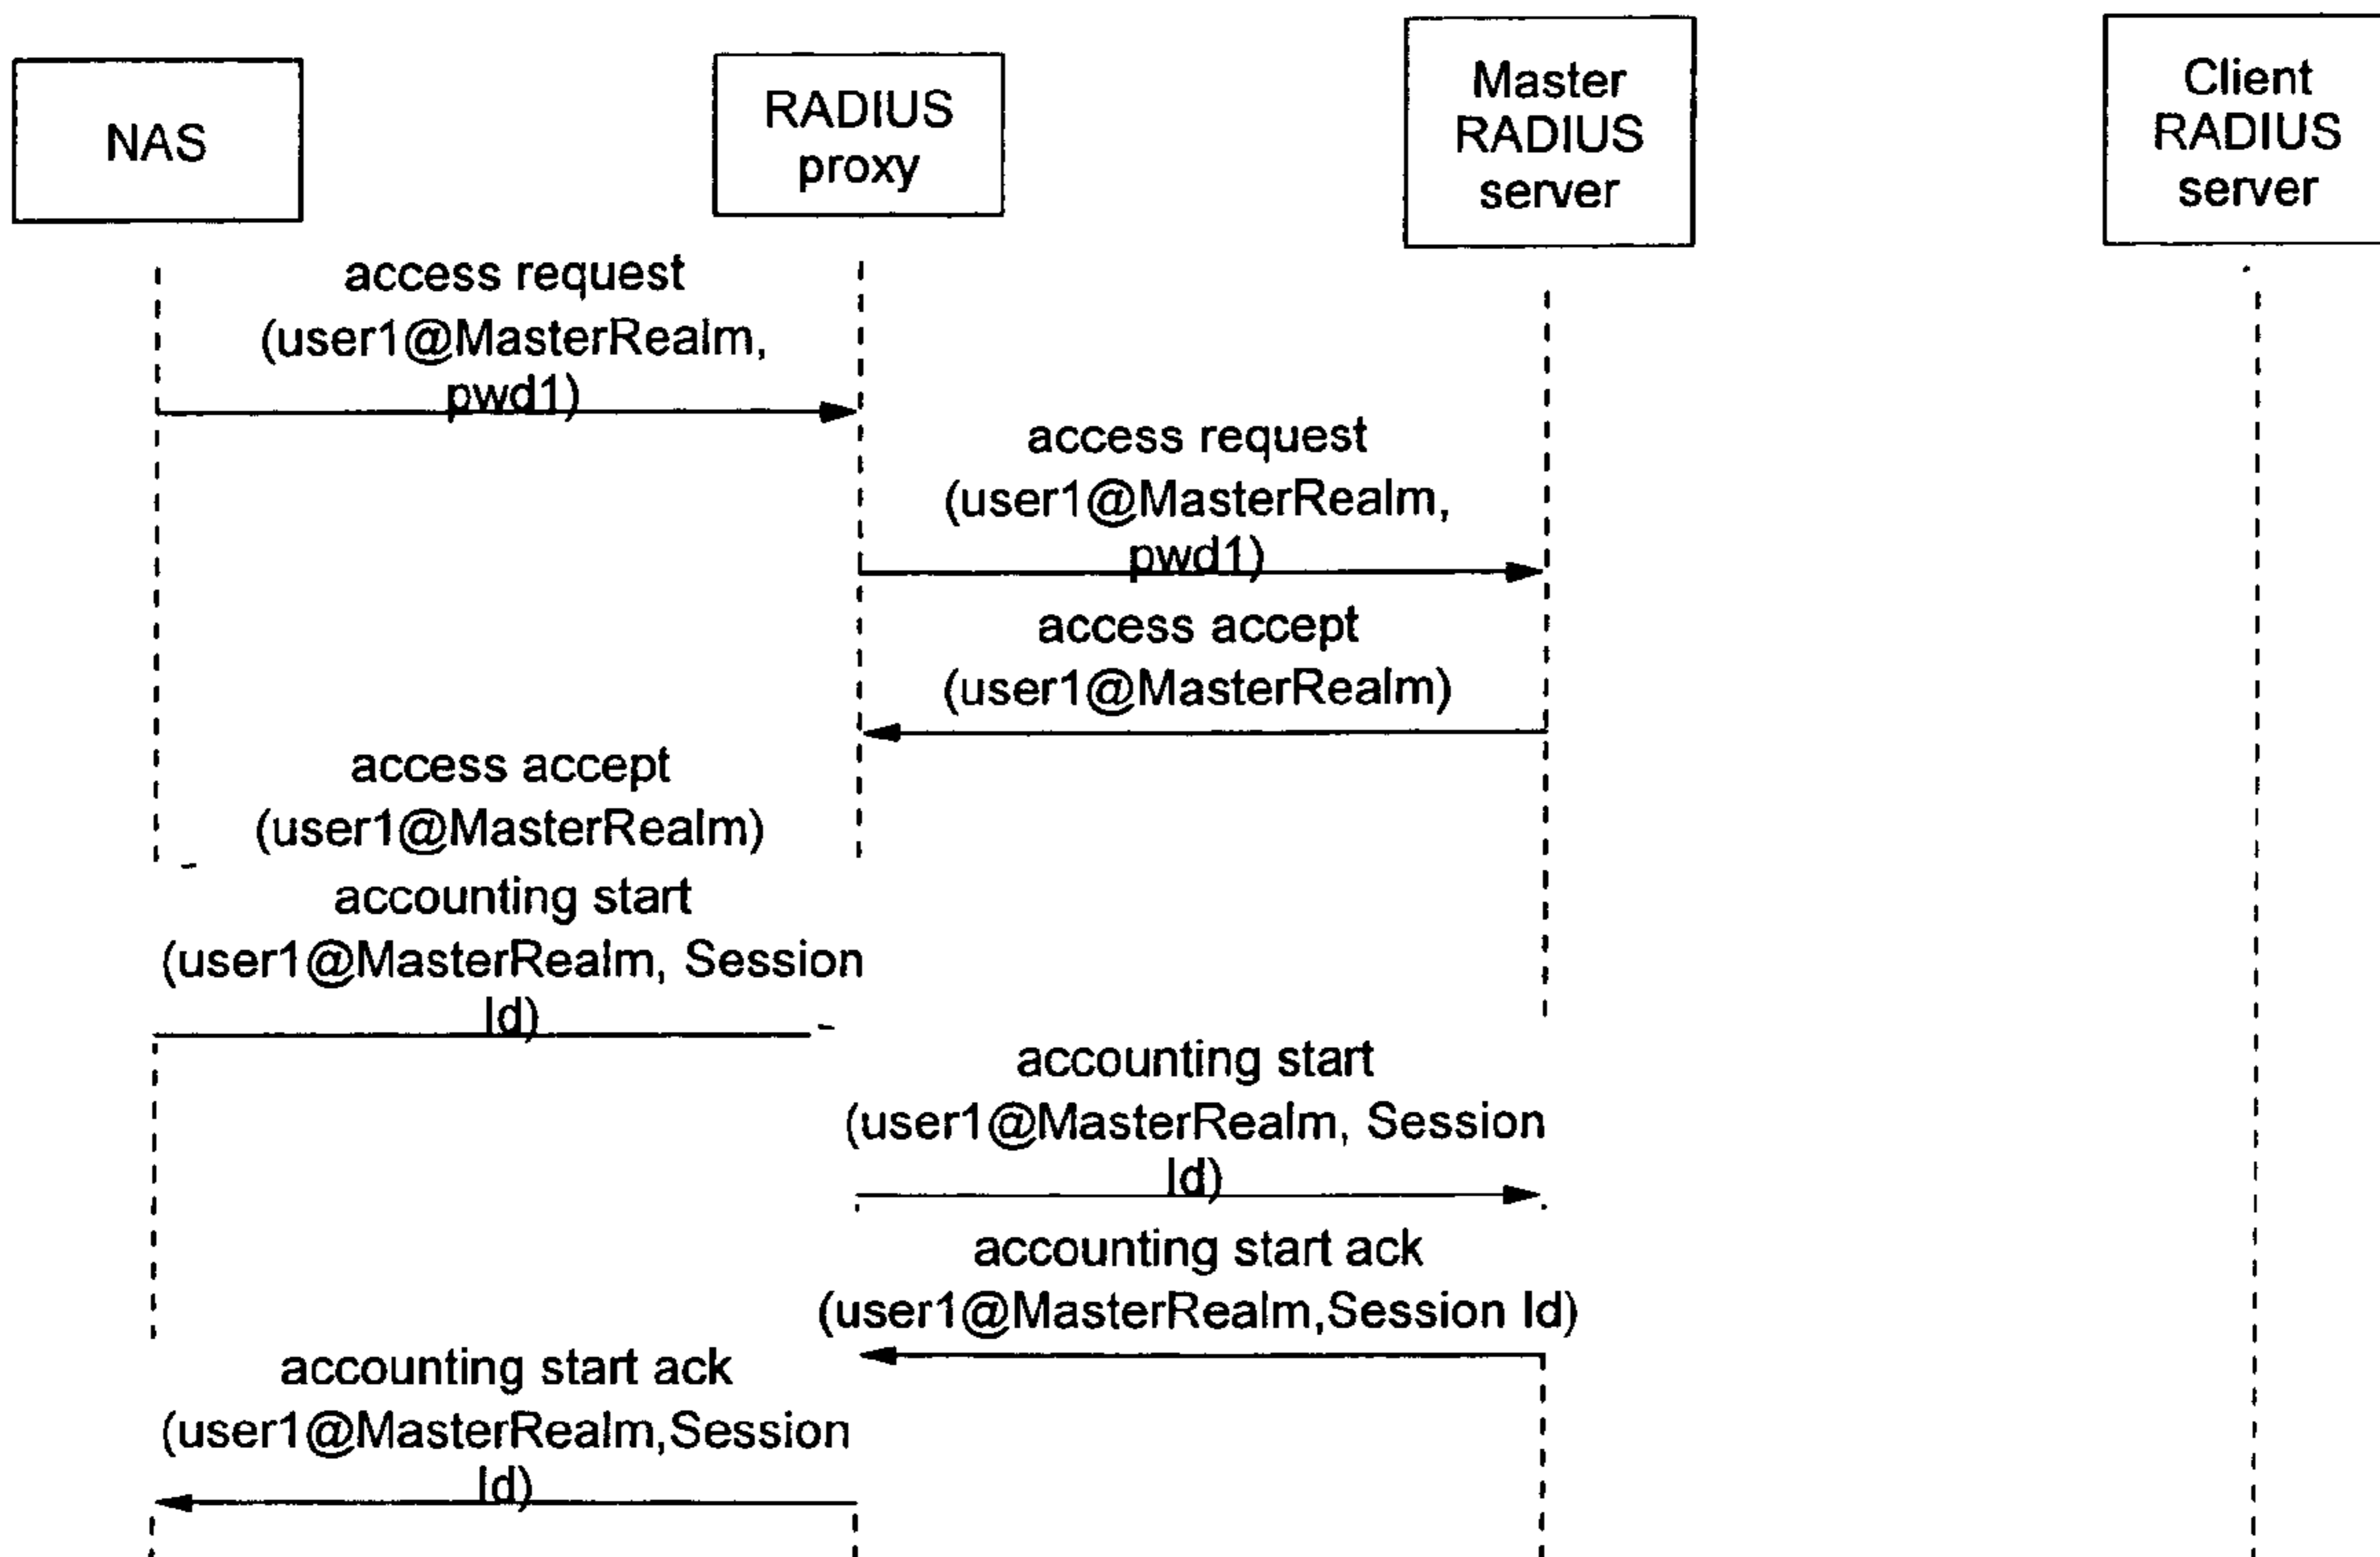 NAS
RADIUS
proxy
Master
RADIUS
server
Client
RADIUS
server
access request
(user1@MasterRealm,
pwd1)
access request
(user1@MasterRealm,
pwd1)
access accept
(user1@MasterRealm)
access accept
(user1@MasterRealm)
accounting start
(user1@MasterRealm, Session
Id)
accounting start
(user1@MasterRealm, Session
Id)
accounting start ack
(user1@MasterRealm,Session Id)
accounting start ack
(user1@MasterRealm,Session
Id)